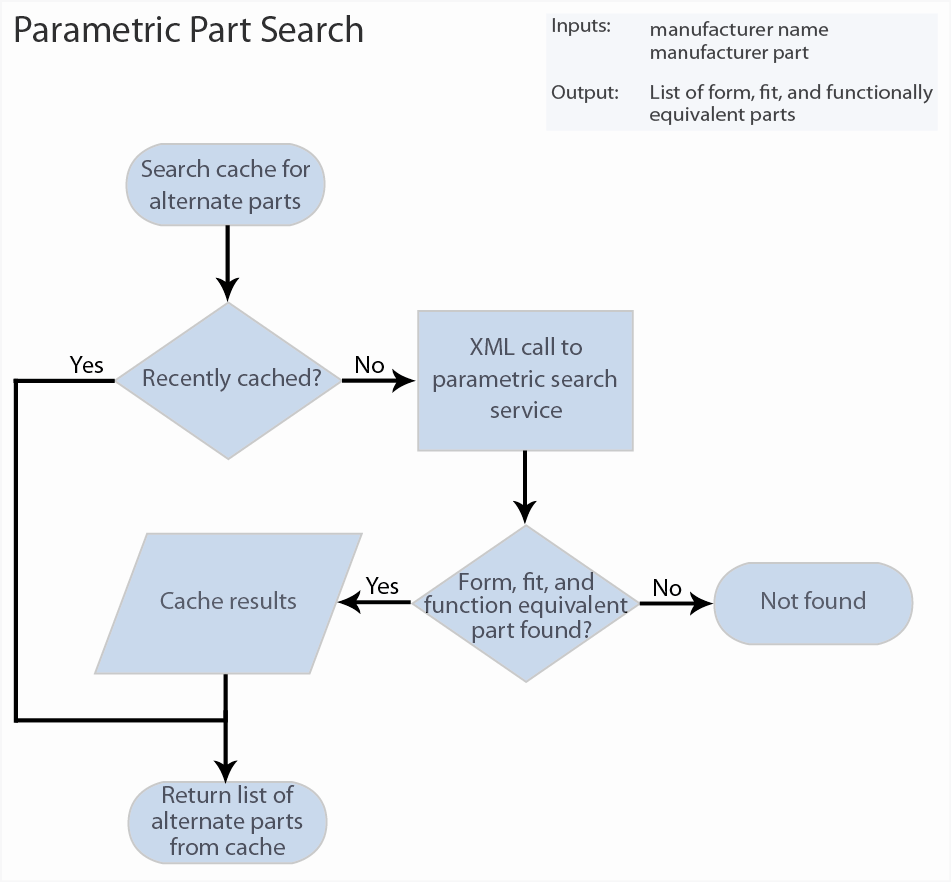 Parametric Part Search
Inputs: manufacturer name
manufacturer part
Output: List of form, fit, and functionally
equivalent parts
Search cache for
alternate parts
Recently cached?
Yes
No
XML call to
parametric search
service
Form, fit, and
function equivalent
part found?
Yes
No
Cache results
Not found
Return list of
alternate parts
from cache